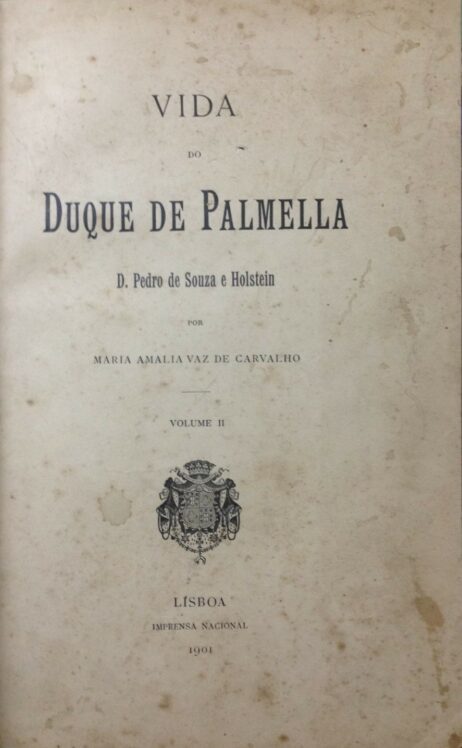 VIDA
DO
DUQUE DE PALMELLA
D. Pedro de Souza e Holstein
POR
MARIA AMALIA VAZ DE CARVALHO
VOLUME II
LISBOA
IMPRENSA NACIONAL
1901